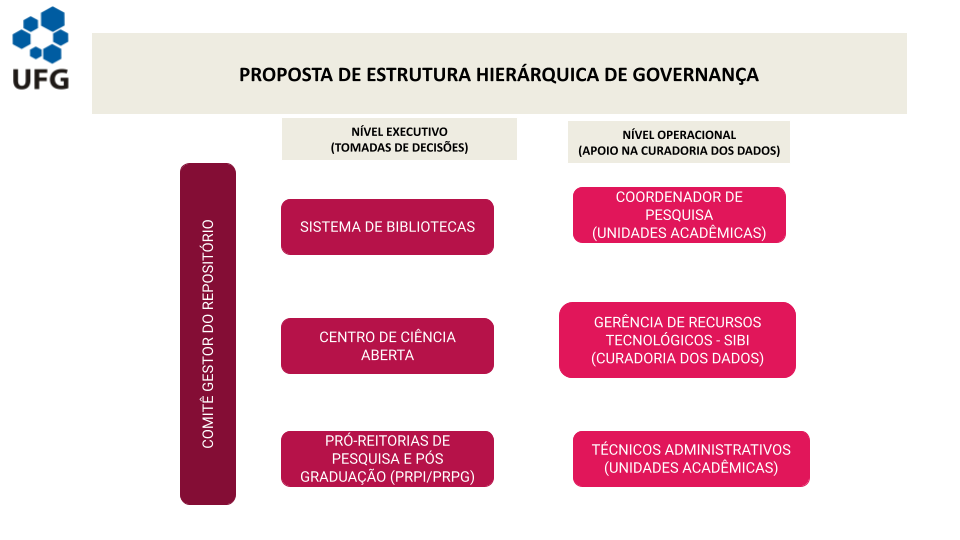 UFG
PROPOSTA DE ESTRUTURA HIERÁRQUICA DE GOVERNANÇA
NÍVEL EXECUTIVO
(TOMADAS DE DECISÕES)
NÍVEL OPERACIONAL
(APOIO NA CURADORIA DOS DADOS)
COMITÊ GESTOR DO REPOSITÓRIO
SISTEMA DE BIBLIOTECAS
COORDENADOR DE
PESQUISA
(UNIDADES ACADÊMICAS)
CENTRO DE CIÊNCIA
ABERTA
GERÊNCIA DE RECURSOS
TECNOLÓGICOS - SIBI
(CURADORIA DOS DADOS)
PRÓ-REITORIAS DE
PESQUISA E PÓS
GRADUAÇÃO (PRPI/PRPG)
TÉCNICOS ADMINISTRATIVOS
(UNIDADES ACADÊMICAS)